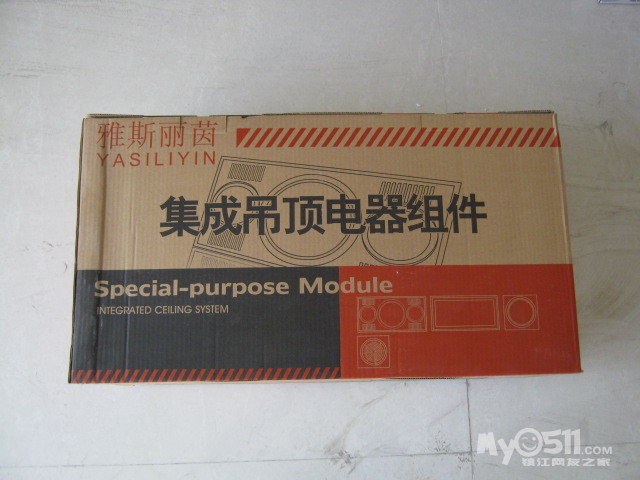 雅斯丽茵
YASILIYIN
集成吊顶电器组件
Special-purpose Module
INTEGRATED CEILING SYSTEM
MyO511.COM
镇江网友之家